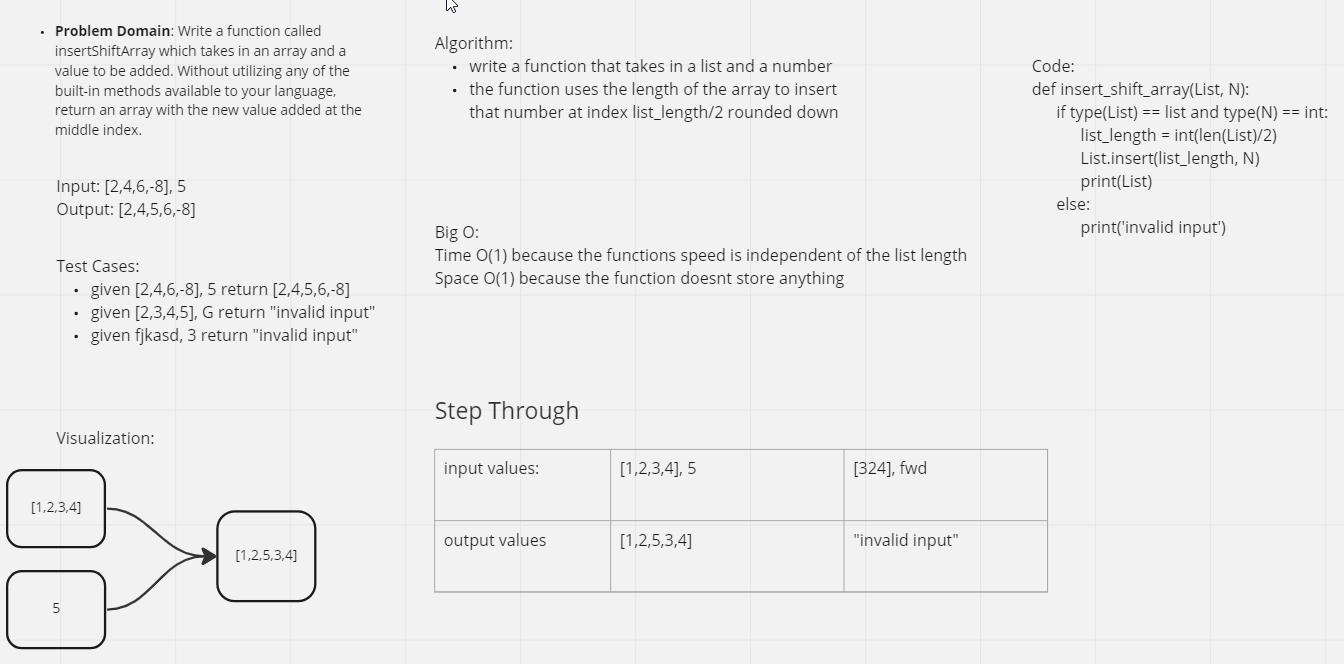 Problem Domain: Write a function called
insertShiftArray which takes in an array and a
value to be added. Without utilizing any of the
built-in methods available to your language,
return an array with the new value added at the
middle index.
Input: [2,4,6,-8], 5
Output: [2,4,5,6,-8]
Test Cases:
given [2,4,6,-8], 5 return [2,4,5,6,-8]
given [2,3,4,5], G return "invalid input"
given fjkasd, 3 return "invalid input"
Visualization:
[1,2,3,4]
5
[1,2,5,3,4]
Algorithm:
write a function that takes in a list and a number
the function uses the length of the array to insert
that number at index list_length/2 rounded down
Big O:
Time O(1) because the functions speed is independent of the list length
Space O(1) because the function doesnt store anything
Step Through
input values: [1,2,3,4], 5 [324], fwd
output values [1,2,5,3,4] "invalid input"
Code:
def insert_shift_array(List, N):
if type(List) == list and type(N) == int:
list_length = int(len(List)/2)
List.insert(list_length, N)
print(List)
else:
print('invalid input')